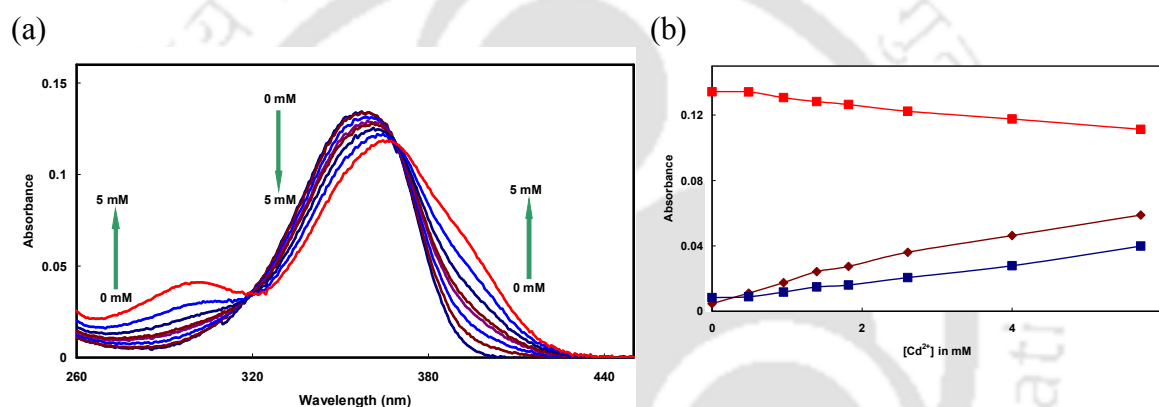 (a)
(b)
0.15
0.1
0.05
0
Absorbance
0 mM
5 mM
5 mM
0 mM
5 mM
0 mM
260
320
380
440
Wavelength (nm)
0.12
0.08
0.04
0
Absorbance
0
2
4
[Cd²⁺] in mM
ati